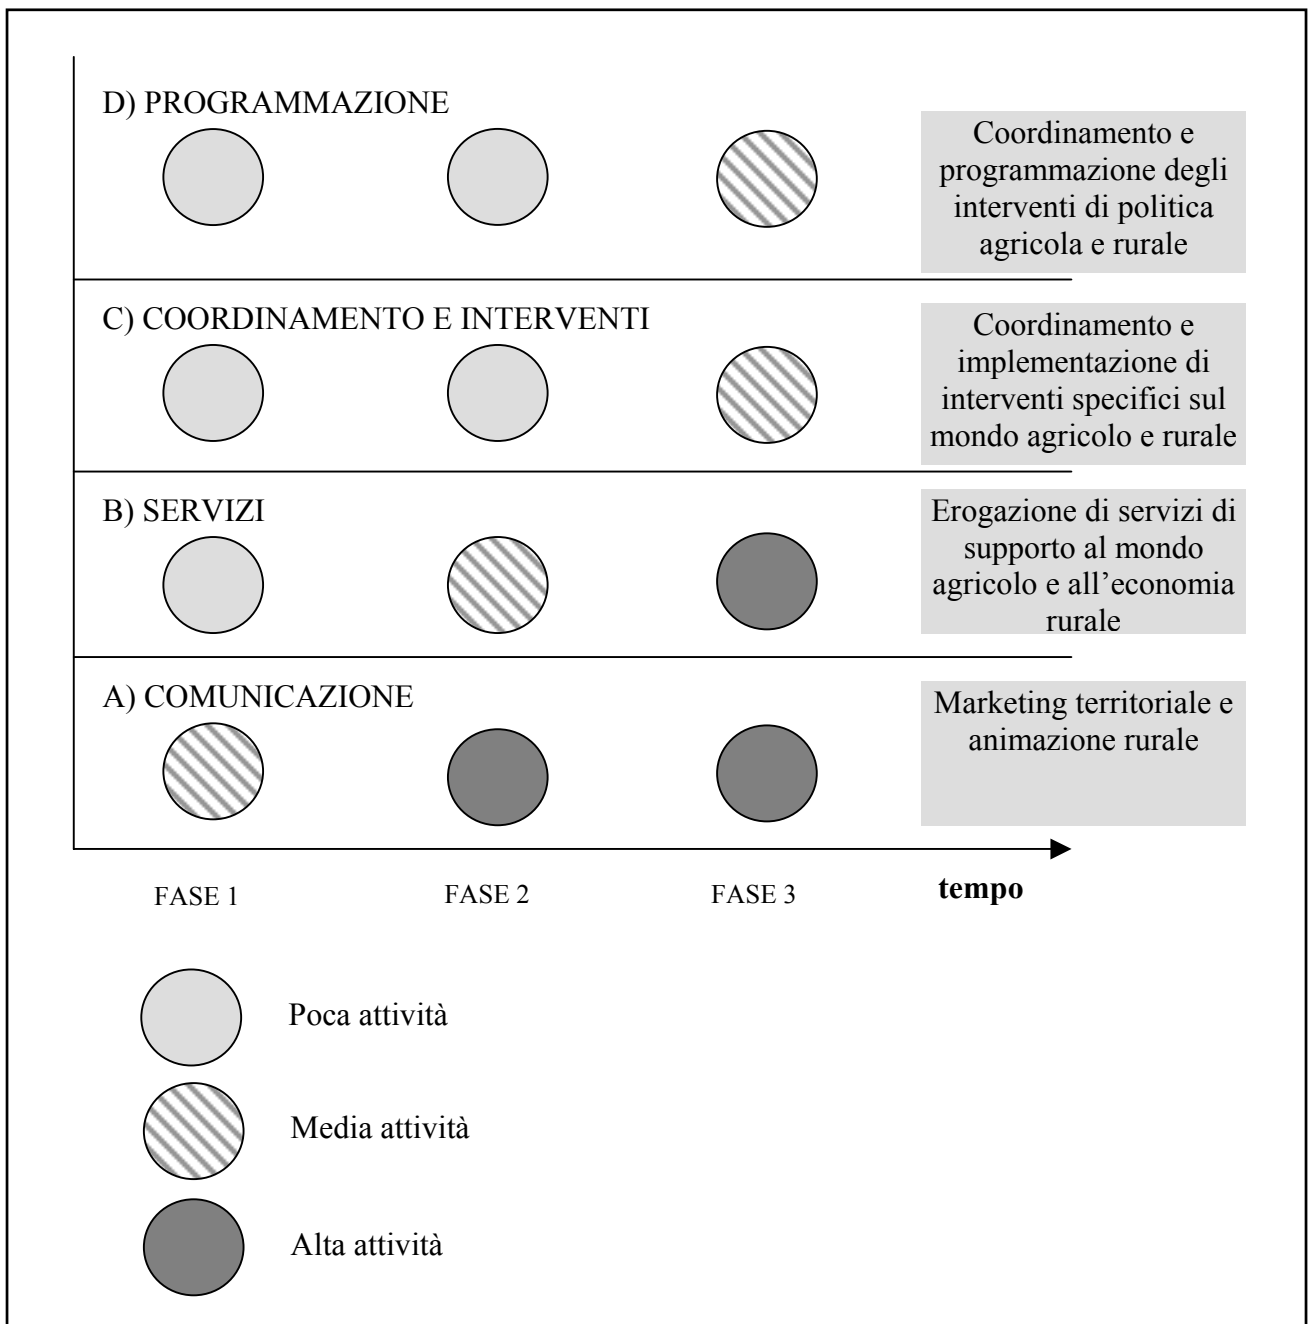 D) PROGRAMMAZIONE
Coordinamento e
programmazione degli
interventi di politica
agricola e rurale
C) COORDINAMENTO E INTERVENTI
Coordinamento e
implementazione di
interventi specifici sul
mondo agricolo e rurale
B) SERVIZI
Erogazione di servizi di
supporto al mondo
agricolo e all’economia
rurale
A) COMUNICAZIONE
Marketing territoriale e
animazione rurale
FASE 1 FASE 2 FASE 3 tempo
Poca attività
Media attività
Alta attività